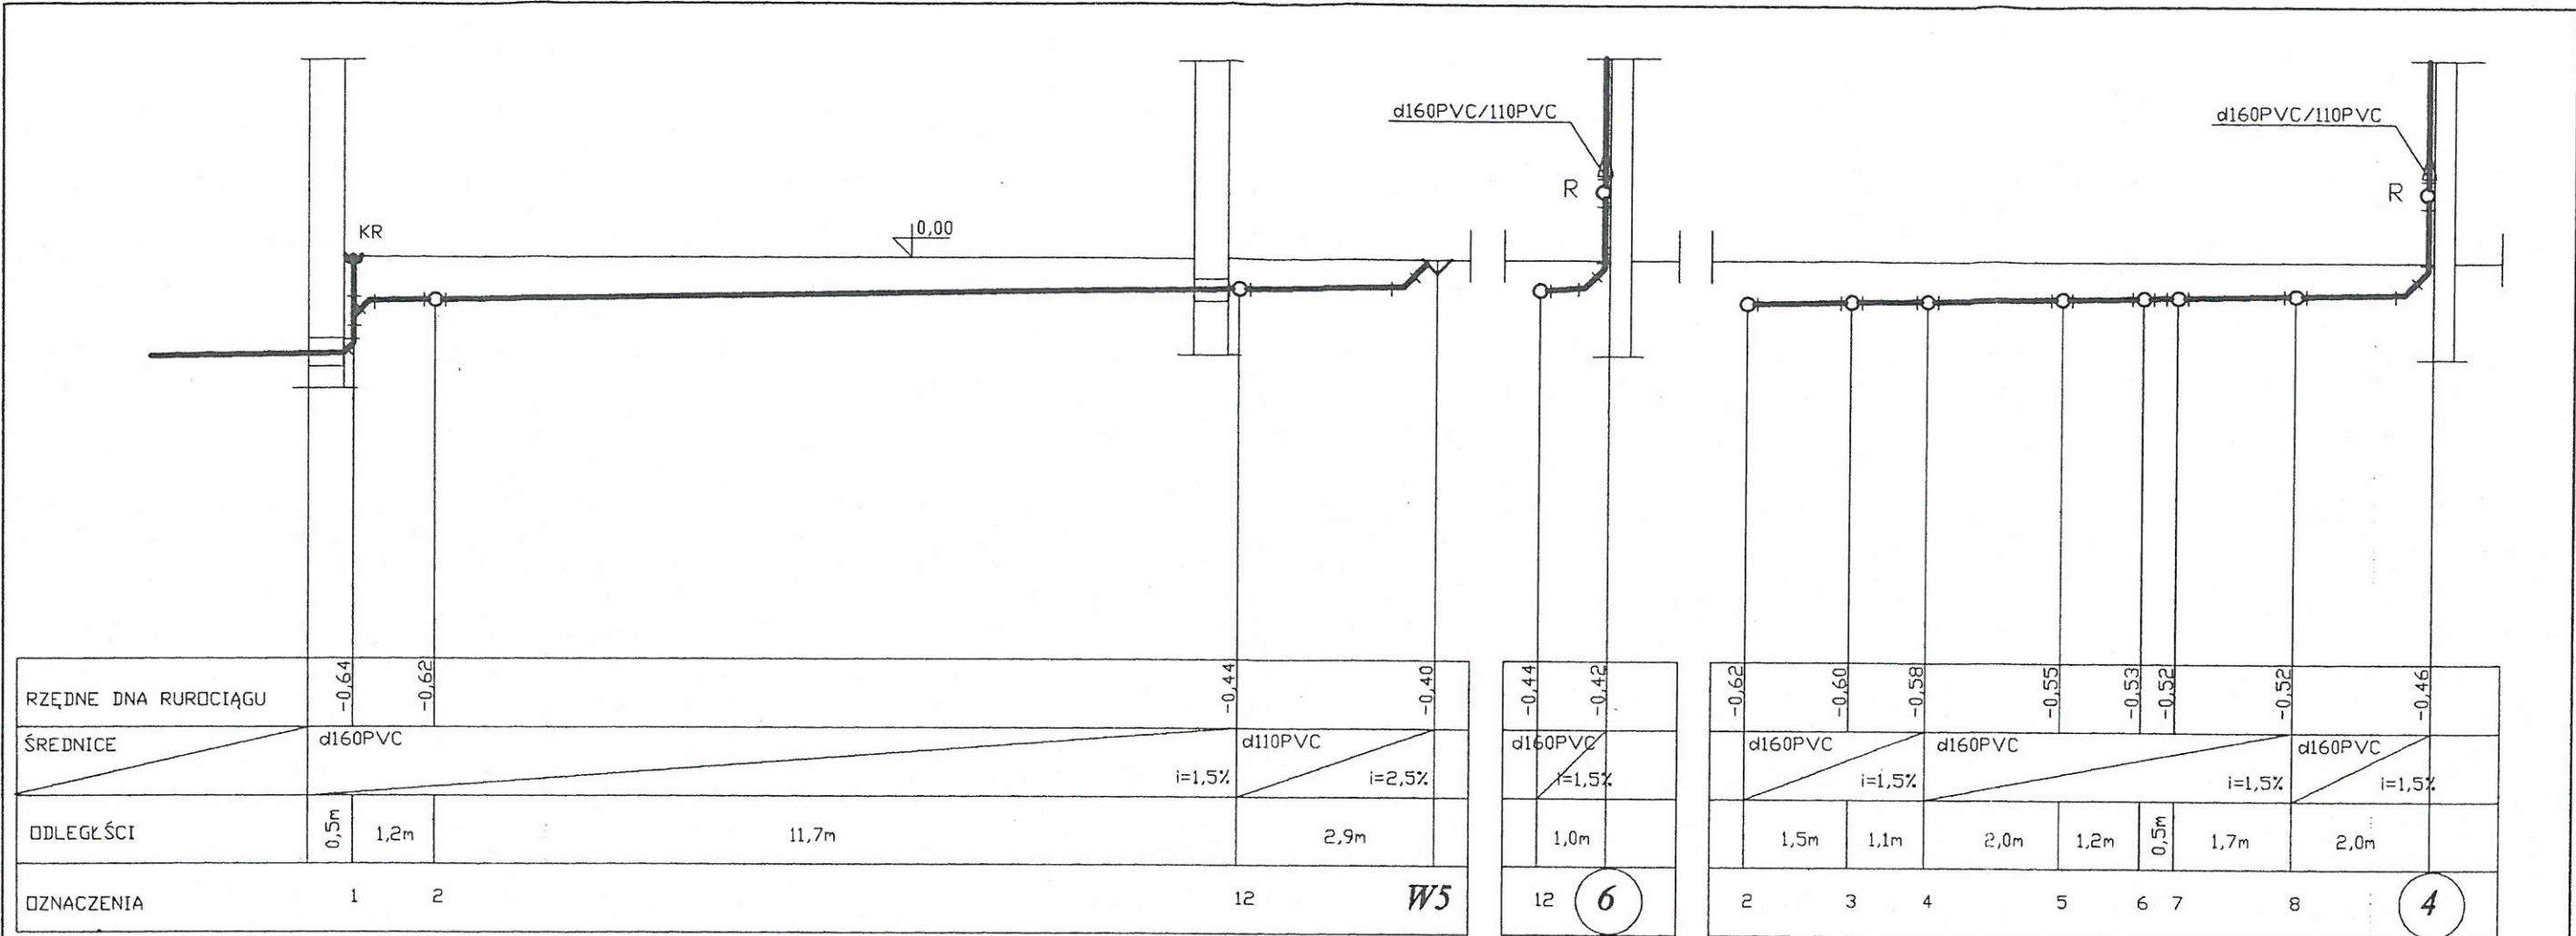 d160PVC/110PVC
d160PVC/110PVC
R
R
KR
0,00
RZĘDNE DNA RUROCIĄGU
-0,64
-0,62
-0,44
-0,40
-0,44
-0,42
-0,62
-0,60
-0,58
-0,55
-0,53
-0,52
-0,52
-0,46
ŚREDNICE
d160PVC
i=1,5%
d110PVC
i=2,5%
d160PVC
i=1,5%
d160PVC
i=1,5%
d160PVC
i=1,5%
d160PVC
i=1,5%
ODLEGŁŚCI
0,5m
1,2m
11,7m
2,9m
1,0m
1,5m
1,1m
2,0m
1,2m
0,5m
1,7m
2,0m
OZNACZENIA
1
2
12
W5
12
6
2
3
4
5
6
7
8
4